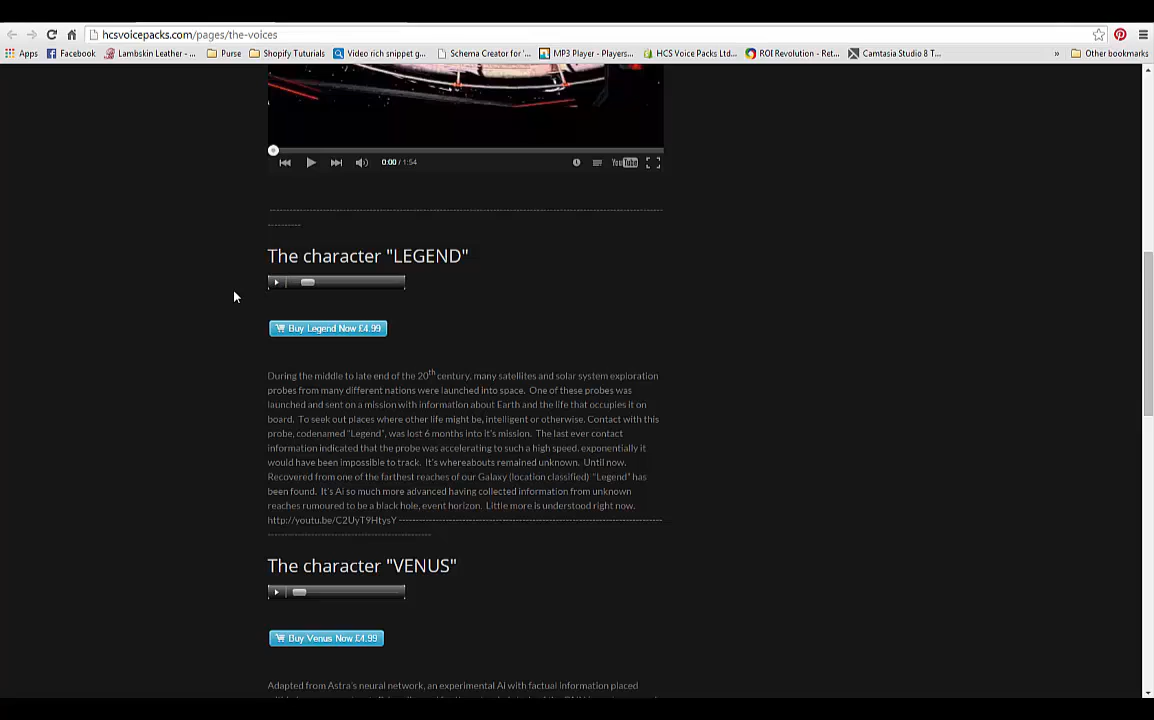 hcsvoicepacks.com/pages/the-voices
Apps Facebook Lambskin Leather - ... Purse Shopify Tutorials Video rich snippet g... Schema Creator for '... MP3 Player - Players... HCS Voice Packs Ltd... ROI Revolution - Ret... Camtasia Studio 8 T... » Other bookmarks
0:00 / 1:54 YouTube
--------------------------------------------------------------------------------------------------
----------
The character "LEGEND"
Buy Legend Now £4.99
During the middle to late end of the 20th century, many satellites and solar system exploration
probes from many different nations were launched into space. One of these probes was
launched and sent on a mission with information about Earth and the life that occupies it on
board. To seek out places where other life might be, intelligent or otherwise. Contact with this
probe, codenamed "Legend", was lost 6 months into it's mission. The last ever contact
information indicated that the probe was accelerating to such a high speed, exponentially it
would have been impossible to track. It's whereabouts remained unknown. Until now.
Recovered from one of the farthest reaches of our Galaxy (location classified) "Legend" has
been found. It's Ai so much more advanced having collected information from unknown
reaches rumoured to be a black hole, event horizon. Little more is understood right now.
http://youtu.be/C2UyT9HtysY -----------------------------------------------------------------
----------------------------------------
The character "VENUS"
Buy Venus Now £4.99
Adapted from Astra's neural network, an experimental Ai with factual information placed